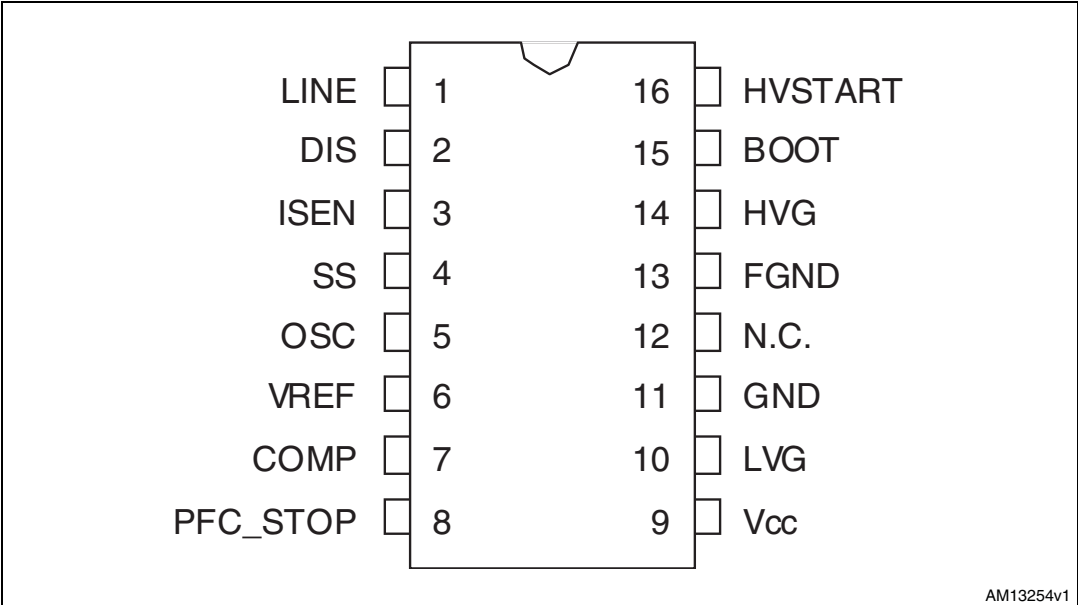 LINE 1 16 HVSTART
DIS 2 15 BOOT
ISEN 3 14 HVG
SS 4 13 FGND
OSC 5 12 N.C.
VREF 6 11 GND
COMP 7 10 LVG
PFC_STOP 8 9 Vcc
AM13254v1